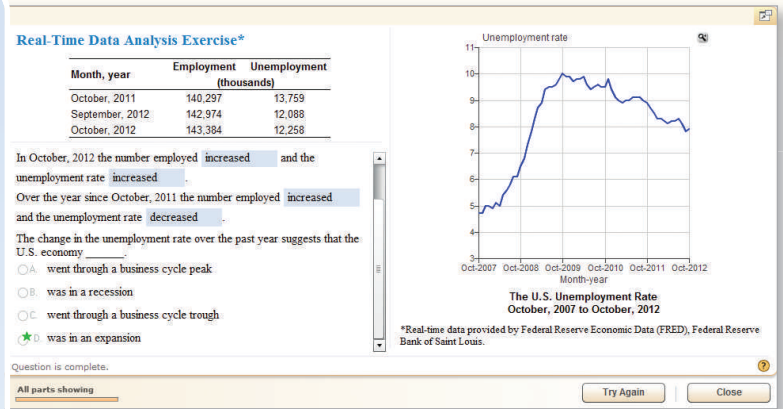 Real-Time Data Analysis Exercise*
Month, year Employment Unemployment
(thousands)
October, 2011 140,297 13,759
September, 2012 142,974 12,088
October, 2012 143,384 12,258
In October, 2012 the number employed increased and the
unemployment rate increased.
Over the year since October, 2011 the number employed increased
and the unemployment rate decreased.
The change in the unemployment rate over the past year suggests that the
U.S. economy ______.
A. went through a business cycle peak
B. was in a recession
C. went through a business cycle trough
D. was in an expansion
Unemployment rate
11
10
9
8
7
6
5
4
3
Oct-2007 Oct-2008 Oct-2009 Oct-2010 Oct-2011 Oct-2012
Month-year
The U.S. Unemployment Rate
October, 2007 to October, 2012
*Real-time data provided by Federal Reserve Economic Data (FRED), Federal Reserve
Bank of Saint Louis.
Question is complete.
?
All parts showing
Try Again
Close